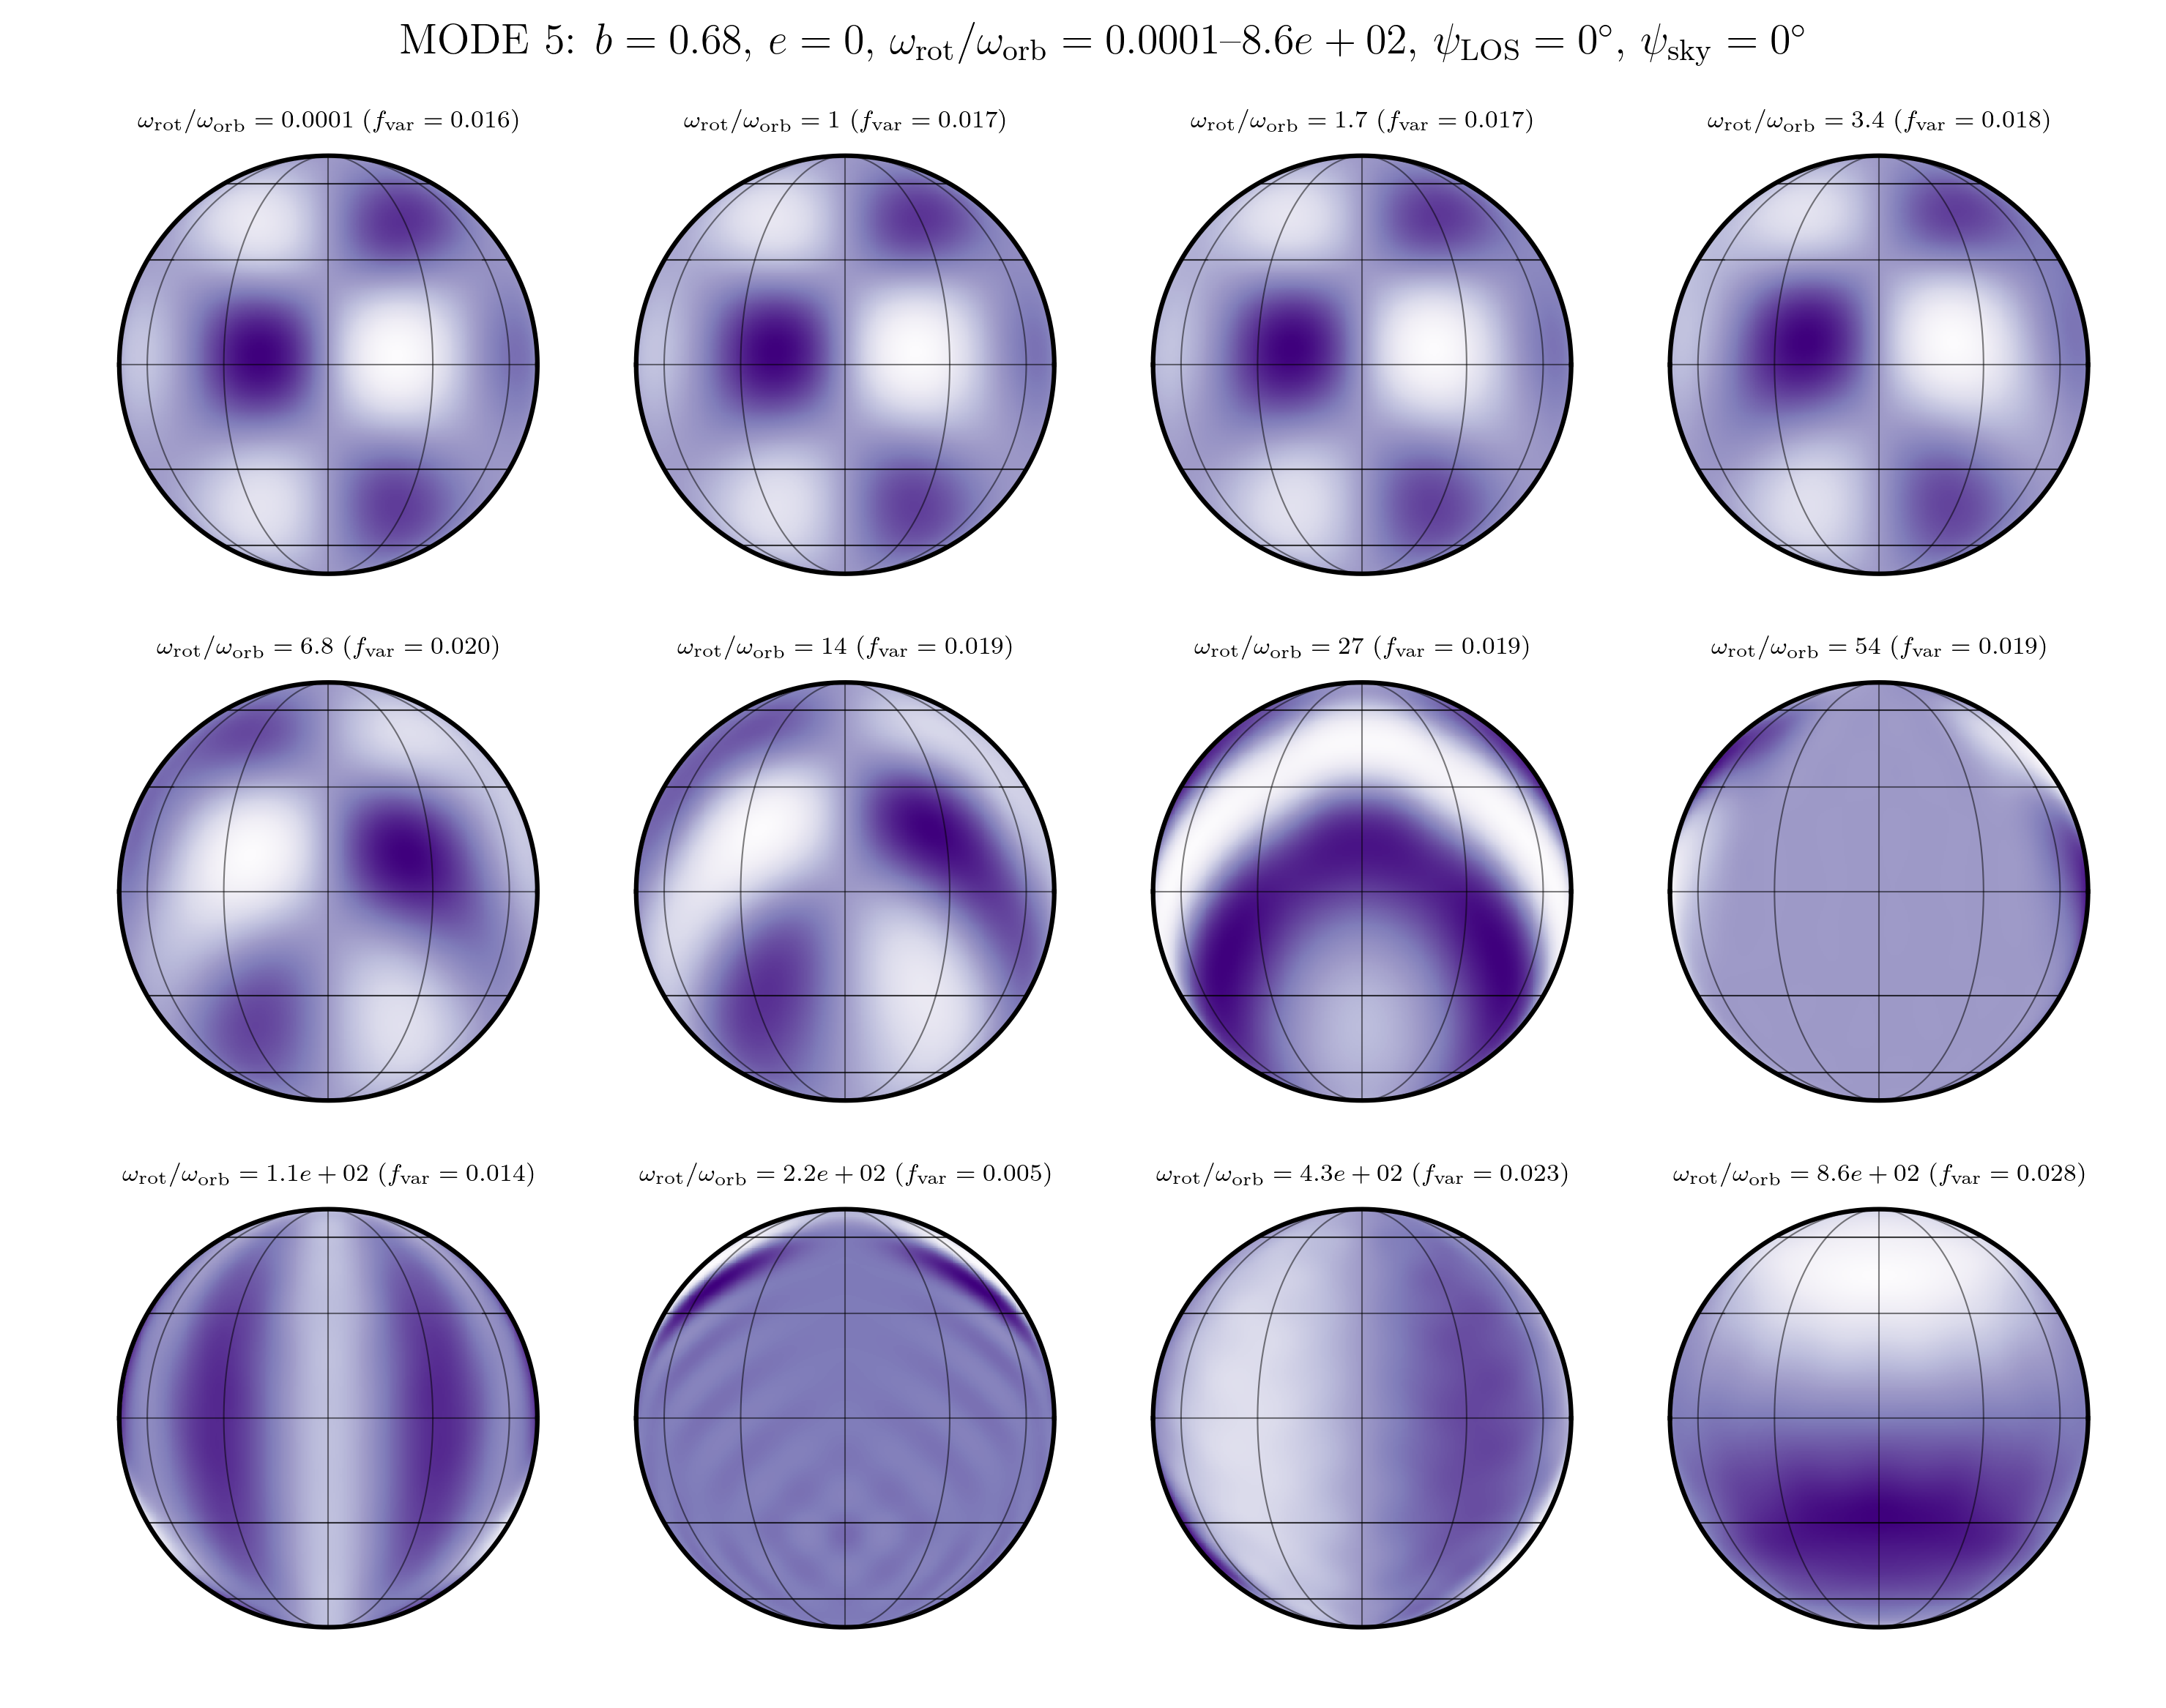 MODE 5: b = 0.68, e = 0, ω_rot/ω_orb = 0.0001–8.6e + 02, ψ_LOS = 0°, ψ_sky = 0°
ω_rot/ω_orb = 0.0001 (f_var = 0.016)
ω_rot/ω_orb = 1 (f_var = 0.017)
ω_rot/ω_orb = 1.7 (f_var = 0.017)
ω_rot/ω_orb = 3.4 (f_var = 0.018)
ω_rot/ω_orb = 6.8 (f_var = 0.020)
ω_rot/ω_orb = 14 (f_var = 0.019)
ω_rot/ω_orb = 27 (f_var = 0.019)
ω_rot/ω_orb = 54 (f_var = 0.019)
ω_rot/ω_orb = 1.1e + 02 (f_var = 0.014)
ω_rot/ω_orb = 2.2e + 02 (f_var = 0.005)
ω_rot/ω_orb = 4.3e + 02 (f_var = 0.023)
ω_rot/ω_orb = 8.6e + 02 (f_var = 0.028)